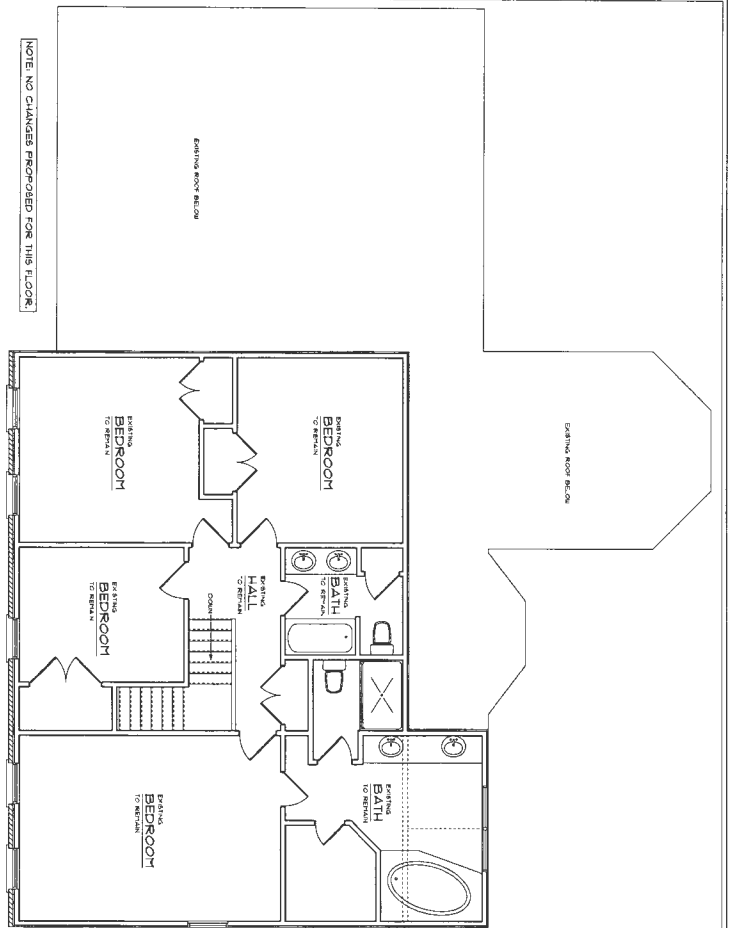 NOTE: NO CHANGES PROPOSED FOR THIS FLOOR.
EXISTING ROOF BELOW
EXISTING ROOF BELOW
EXISTING
BEDROOM
TO REMAIN
EXISTING
BEDROOM
TO REMAIN
EXISTING
BATH
TO REMAIN
EXISTING
HALL
TO REMAIN
DOWN
EXISTING
BEDROOM
TO REMAIN
EXISTING
BATH
TO REMAIN
EXISTING
BEDROOM
TO REMAIN